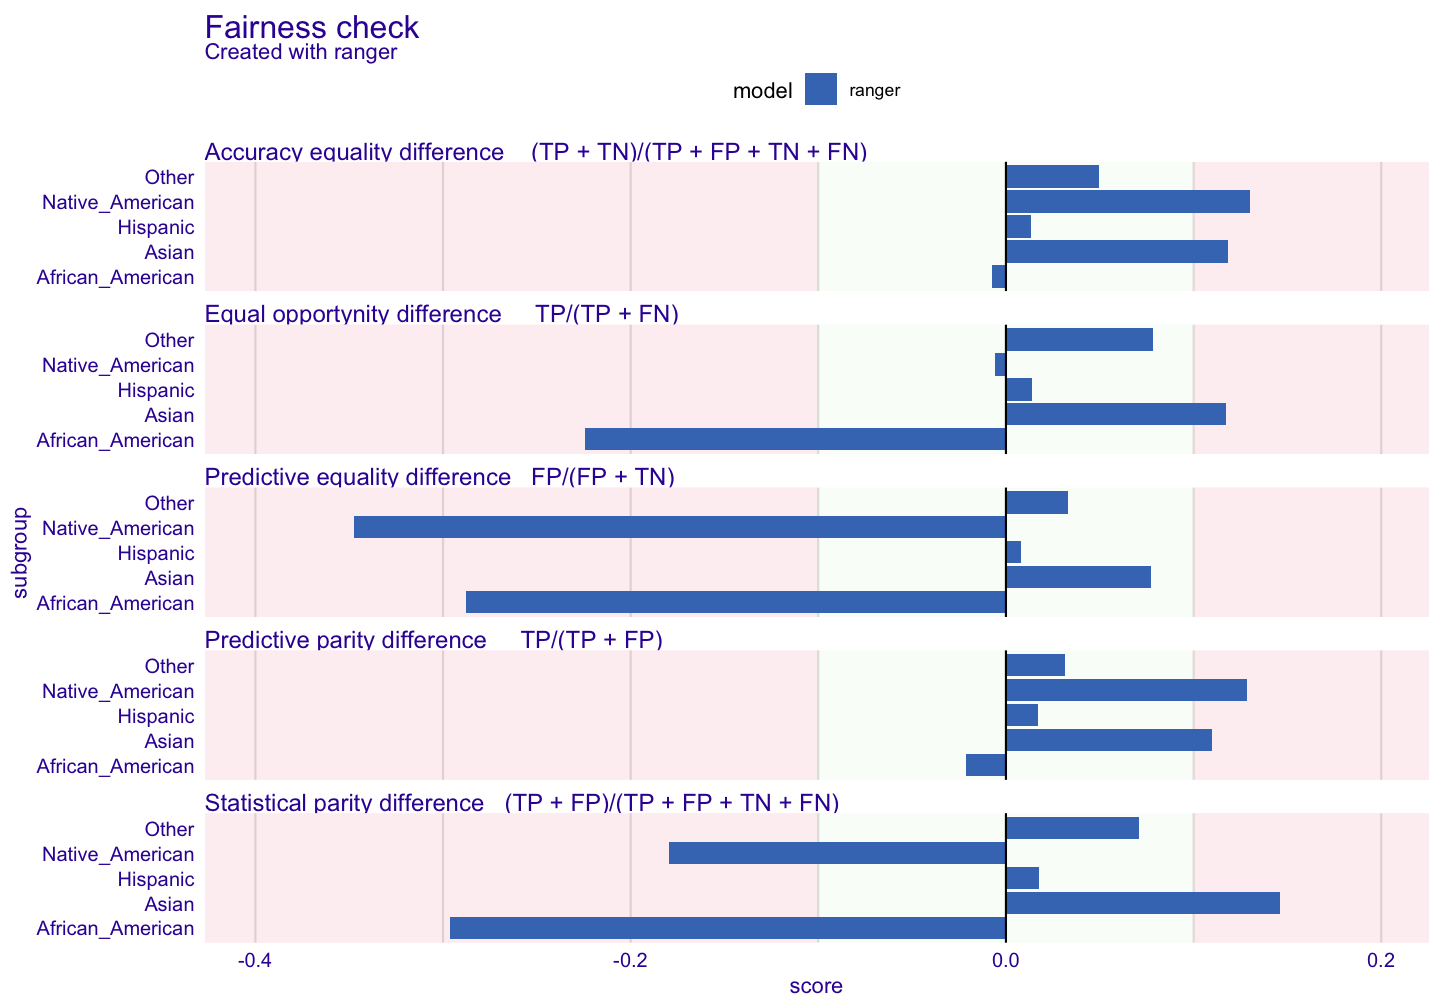 Fairness check
Created with ranger
model ranger
Accuracy equality difference (TP + TN)/(TP + FP + TN + FN)
Other
Native_American
Hispanic
Asian
African_American
Equal opportynity difference TP/(TP + FN)
Other
Native_American
Hispanic
Asian
African_American
Predictive equality difference FP/(FP + TN)
Other
Native_American
Hispanic
Asian
African_American
subgroup
Predictive parity difference TP/(TP + FP)
Other
Native_American
Hispanic
Asian
African_American
Statistical parity difference (TP + FP)/(TP + FP + TN + FN)
Other
Native_American
Hispanic
Asian
African_American
-0.4 -0.2 0.0 0.2
score